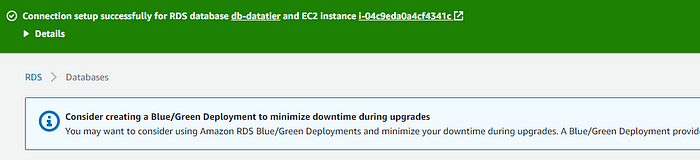 Connection setup successfully for RDS database db-datatier and EC2 instance i-04c9eda0a4cf4341c
Details
RDS > Databases
Consider creating a Blue/Green Deployment to minimize downtime during upgrades
You may want to consider using Amazon RDS Blue/Green Deployments and minimize your downtime during upgrades. A Blue/Green Deployment provid